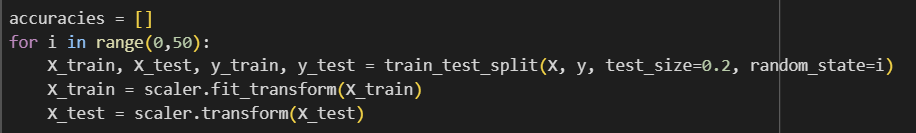 accuracies = []
for i in range(0,50):
    X_train, X_test, y_train, y_test = train_test_split(X, y, test_size=0.2, random_state=i)
    X_train = scaler.fit_transform(X_train)
    X_test = scaler.transform(X_test)